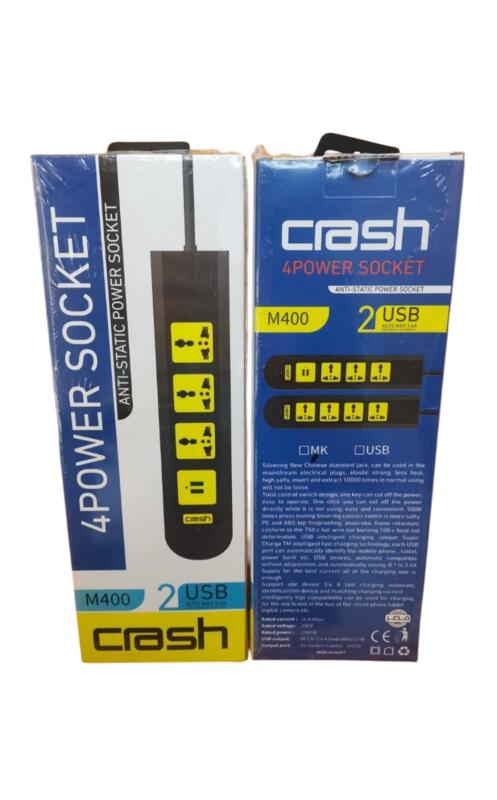 4POWER SOCKET
ANTI-STATIC POWER SOCKET
crash
M400
2 USB
AUTO MAX 3.4A
crash
crash
4POWER SOCKET
ANTI-STATIC POWER SOCKET
M400
2 USB
AUTO MAX 3.4A
MK
USB
Silvering New Chinese standard jack, can be used in the
mainstream electrical plugs, elastic strong, less heat,
high safty, insert and extract 10000 times in normal using
will not be loose.
Total control switch design, one key can cut off the power,
easy to operate. One click you can cut off the power
directly while it is not using, easy and convenient. 5000
times press testing Silvering contact switch is more safty.
PC and ABS top fireproofing, anaerobic flame retardant,
conform to the 750 c hot wire not burning,100 c heat not
deformation. USB intelligent charging, unique Super
Charge TM intelligent fast charging technology, each USB
port can automatically identify the mobile phone , tablet,
power bank etc. USB devices, automatic compatible
without adaptation and automatically assing, 0.1 to 3.4A
Supply for the best current all of the charging one is
enough
Support one device 3.4 A fast charging automatic,
identification device and matching charging current
intelligently high compatibility can be used for charging
for the any brand in the box of the smart phone tablet
digital camera etc.
Rated current :
Rated voltage: 250V
Rated power :
USB output:
Output port:
MADE IN EGYPT
CE